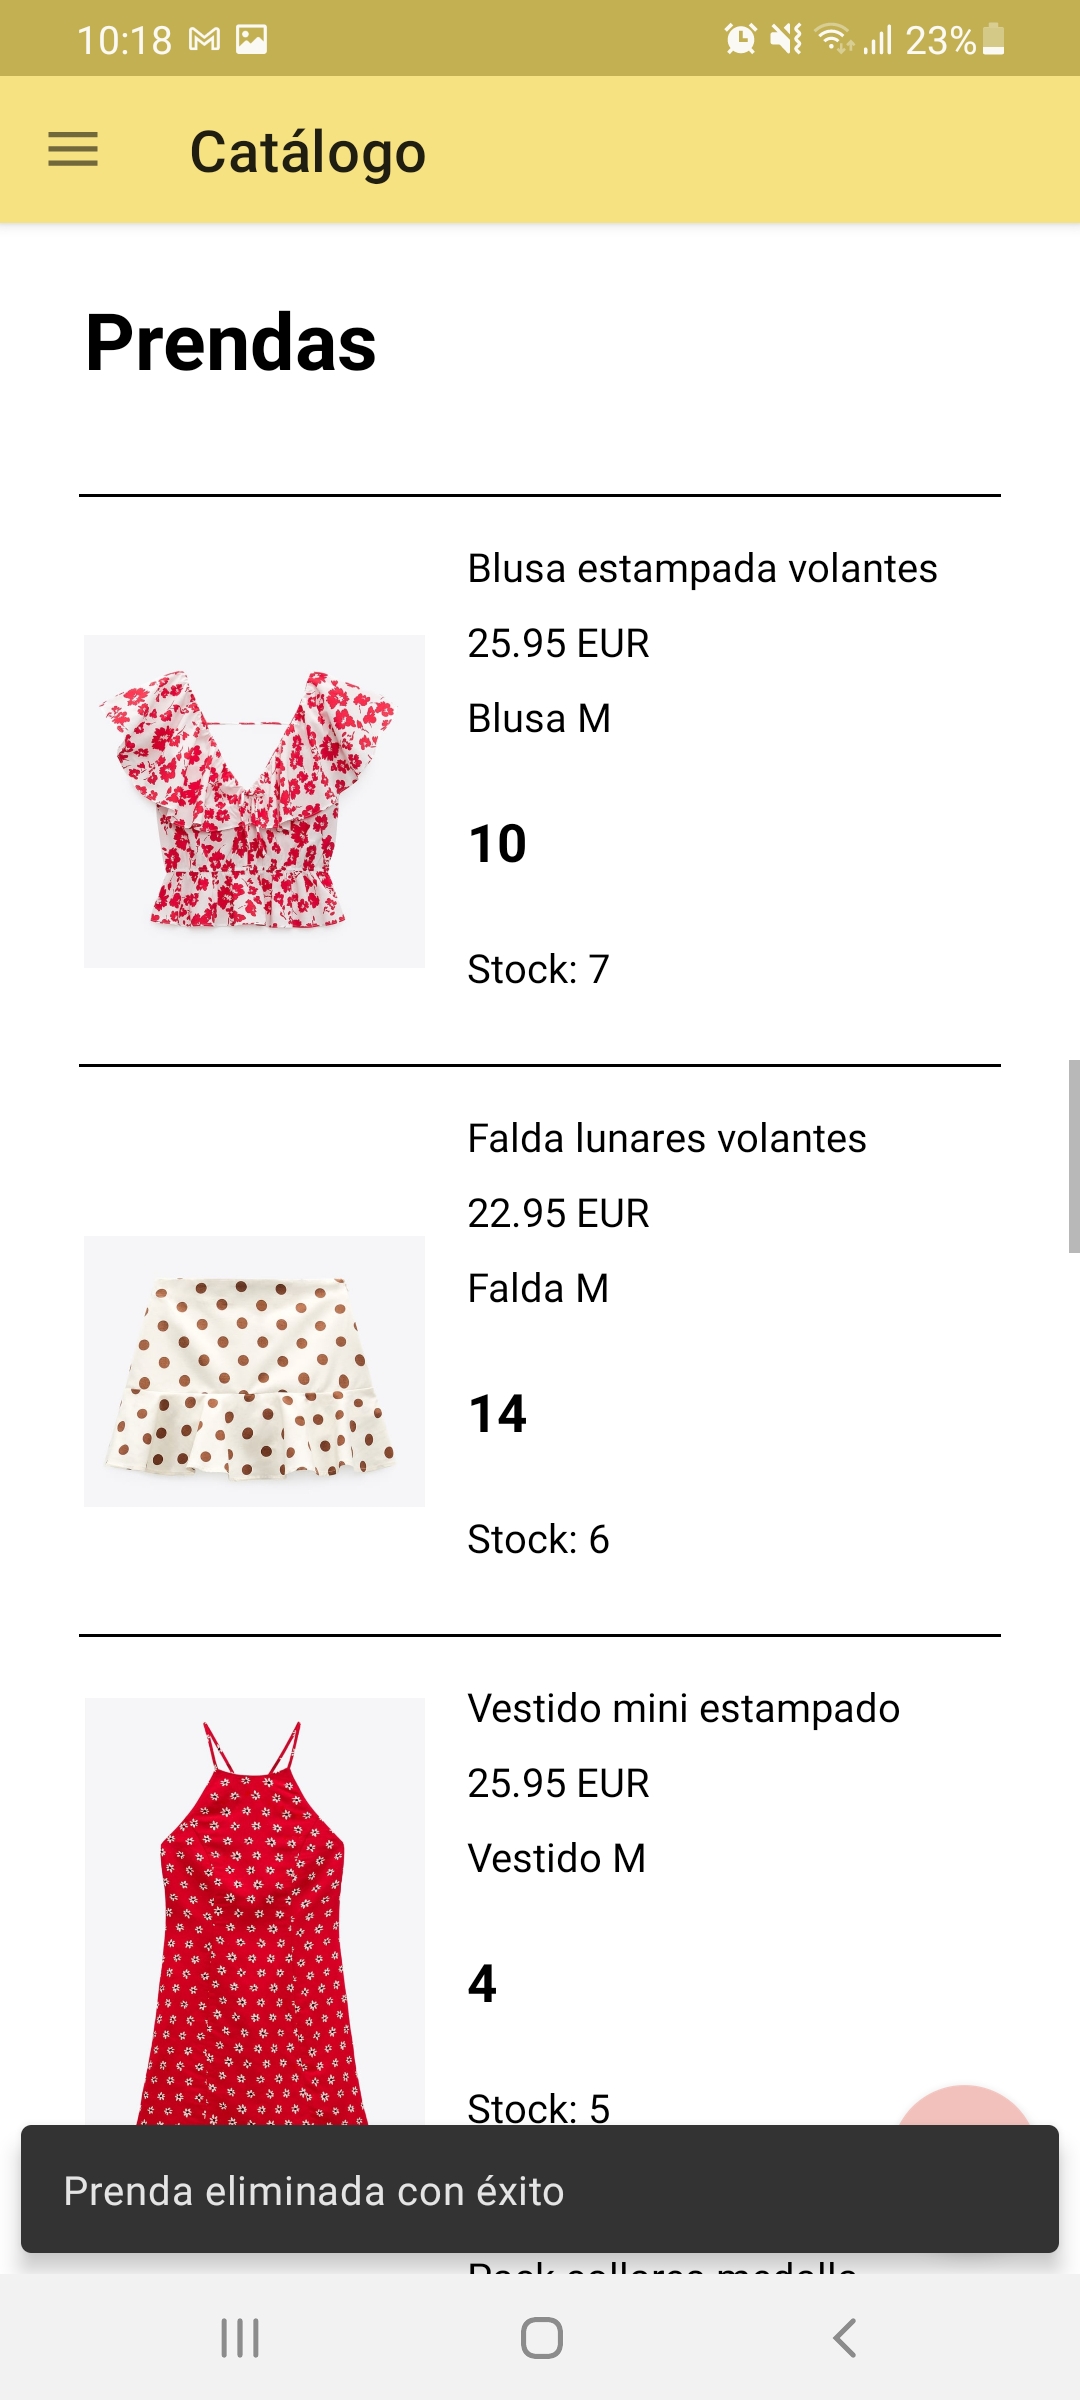 10:18
23%
Catálogo
Prendas
Blusa estampada volantes
25.95 EUR
Blusa M
10
Stock: 7
Falda lunares volantes
22.95 EUR
Falda M
14
Stock: 6
Vestido mini estampado
25.95 EUR
Vestido M
4
Stock: 5
Prenda eliminada con éxito